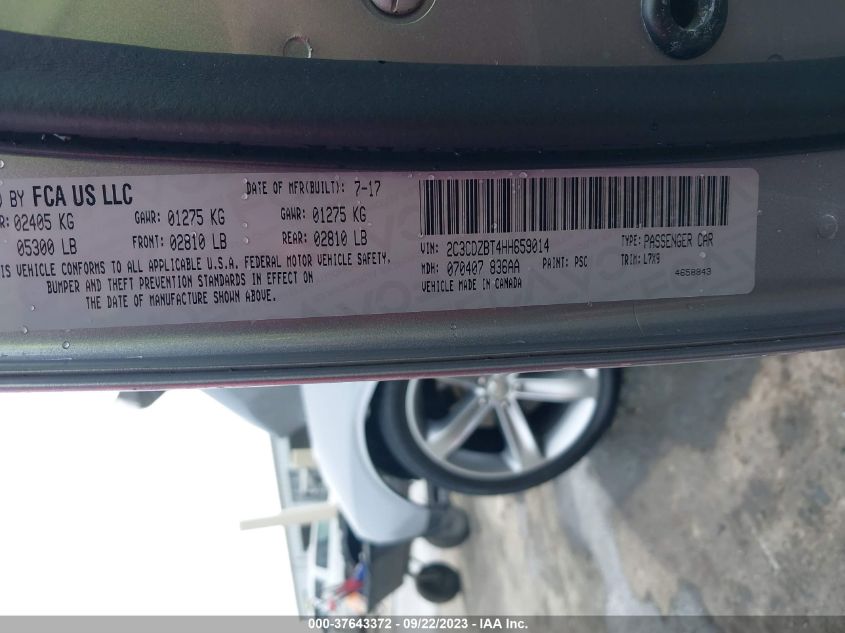 ) BY FCA US LLC DATE OF MFR(BUILT): 7-17
R: 02405 KG GAWR: 01275 KG GAWR: 01275 KG
05300 LB FRONT: 02810 LB REAR: 02810 LB
IS VEHICLE CONFORMS TO ALL APPLICABLE U.S.A. FEDERAL MOTOR VEHICLE SAFETY,
BUMPER AND THEFT PREVENTION STANDARDS IN EFFECT ON
THE DATE OF MANUFACTURE SHOWN ABOVE.
VIN: 2C3CDZBT4HH659014 TYPE: PASSENGER CAR
MDH: 070407 836AA PAINT: PSC TRIM: L7X9
VEHICLE MADE IN CANADA 4658843
000-37643372 - 09/22/2023 - IAA Inc.